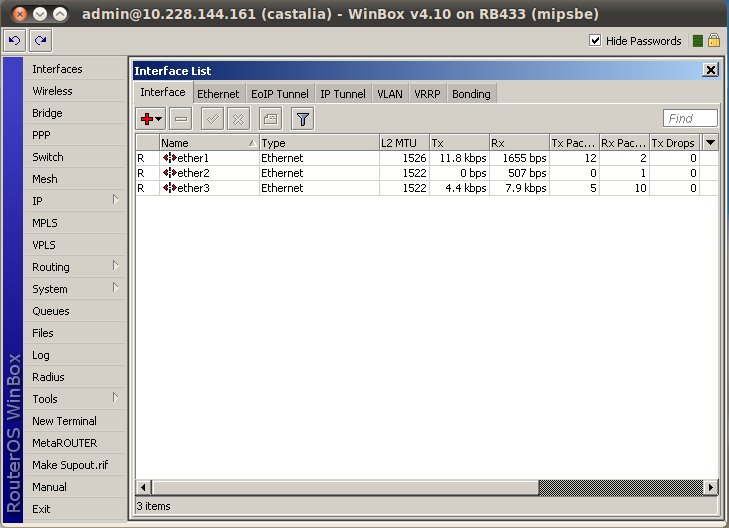 admin@10.228.144.161 (castalia) - WinBox v4.10 on RB433 (mipsbe)
Hide Passwords
RouterOS WinBox
Interfaces
Wireless
Bridge
PPP
Switch
Mesh
IP
MPLS
VPLS
Routing
System
Queues
Files
Log
Radius
Tools
New Terminal
MetaROUTER
Make Supout.rif
Manual
Exit
Interface List
Interface Ethernet EoIP Tunnel IP Tunnel VLAN VRRP Bonding
Find
Name Type L2 MTU Tx Rx Tx Pac... Rx Pac... Tx Drops
R ether1 Ethernet 1526 11.8 kbps 1655 bps 12 2 0
R ether2 Ethernet 1522 0 bps 507 bps 0 1 0
R ether3 Ethernet 1522 4.4 kbps 7.9 kbps 5 10 0
3 items